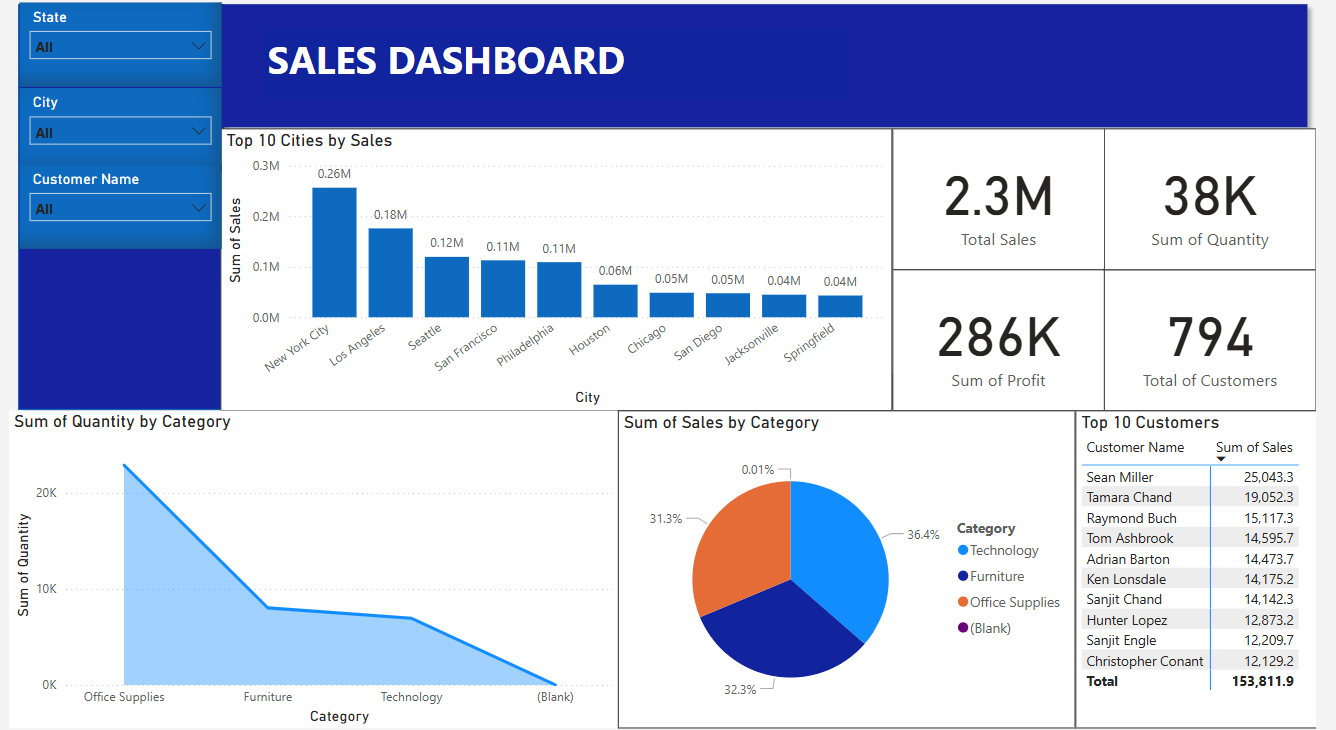 State
All
City
All
Customer Name
All
SALES DASHBOARD
Top 10 Cities by Sales
Sum of Sales
0.3M
0.2M
0.1M
0.0M
0.26M
0.18M
0.12M
0.11M
0.11M
0.06M
0.05M
0.05M
0.04M
0.04M
New York City
Los Angeles
Seattle
San Francisco
Philadelphia
Houston
Chicago
San Diego
Jacksonville
Springfield
City
2.3M
Total Sales
38K
Sum of Quantity
286K
Sum of Profit
794
Total of Customers
Sum of Quantity by Category
Sum of Quantity
20K
10K
0K
Office Supplies
Furniture
Technology
(Blank)
Category
Sum of Sales by Category
0.01%
31.3%
36.4%
32.3%
Category
Technology
Furniture
Office Supplies
(Blank)
Top 10 Customers
Customer Name Sum of Sales
Sean Miller 25,043.3
Tamara Chand 19,052.3
Raymond Buch 15,117.3
Tom Ashbrook 14,595.7
Adrian Barton 14,473.7
Ken Lonsdale 14,175.2
Sanjit Chand 14,142.3
Hunter Lopez 12,873.2
Sanjit Engle 12,209.7
Christopher Conant 12,129.2
Total 153,811.9